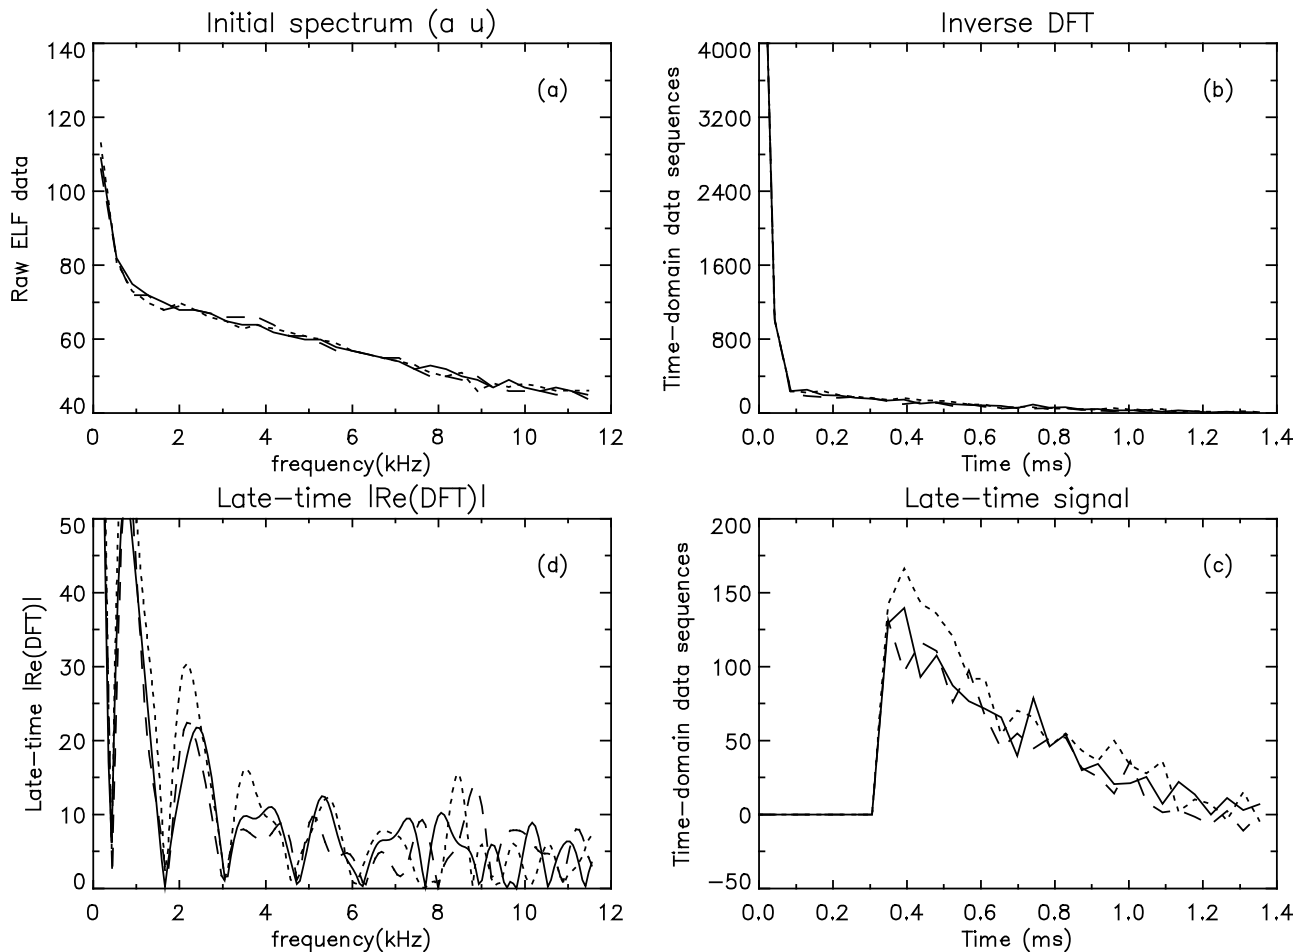 Initial spectrum (a u)
140
120
100
80
60
40
Raw ELF data
(a)
0 2 4 6 8 10 12
frequency(kHz)
Inverse DFT
4000
3200
2400
1600
800
0
Time-domain data sequences
(b)
0.0 0.2 0.4 0.6 0.8 1.0 1.2 1.4
Time (ms)
Late-time |Re(DFT)|
50
40
30
20
10
0
Late-time |Re(DFT)|
(d)
0 2 4 6 8 10 12
frequency(kHz)
Late-time signal
200
150
100
50
0
-50
Time-domain data sequences
(c)
0.0 0.2 0.4 0.6 0.8 1.0 1.2 1.4
Time (ms)